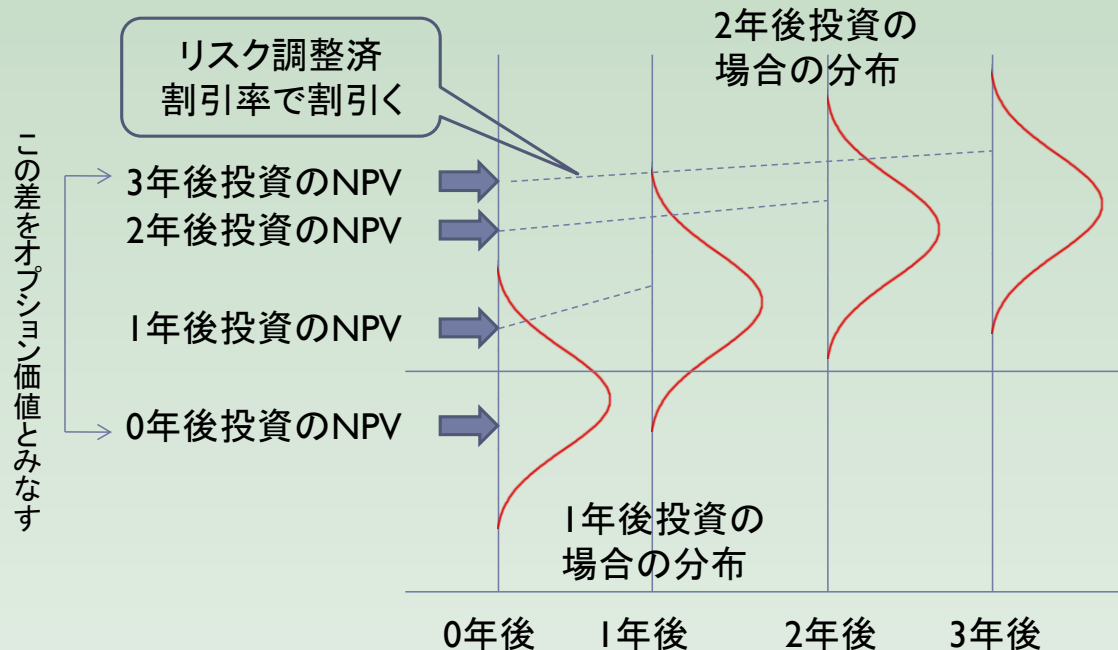 リスク調整済
割引率で割引く
2年後投資の
場合の分布
この差をオプション価値とみなす
3年後投資のNPV
2年後投資のNPV
1年後投資のNPV
0年後投資のNPV
1年後投資の
場合の分布
0年後 1年後 2年後 3年後